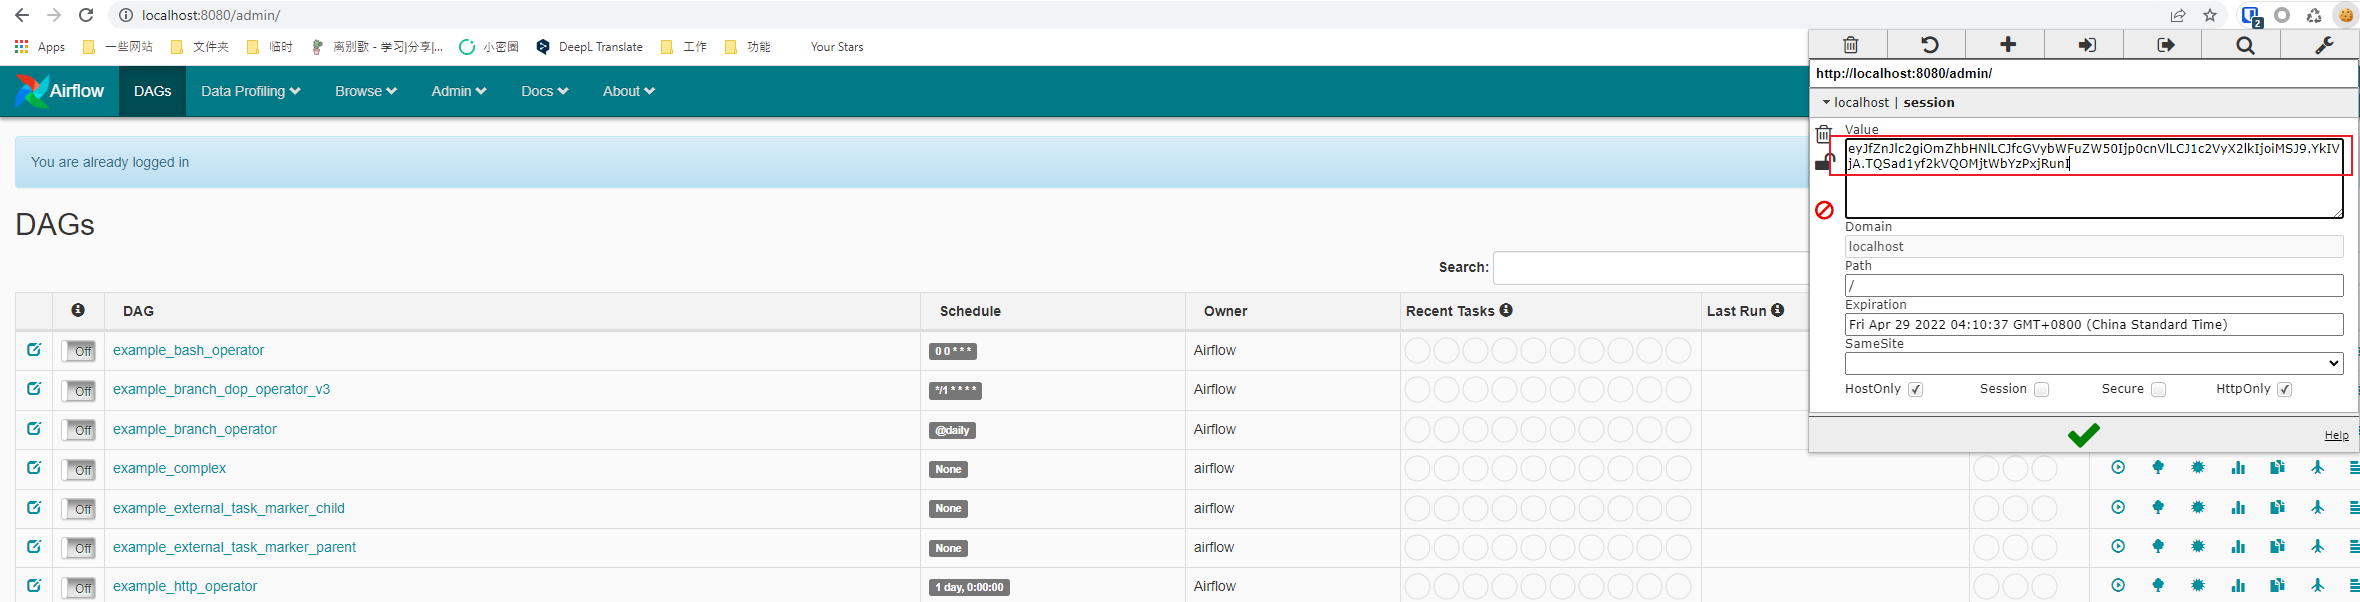 localhost:8080/admin/
2
Apps 一些网站 文件夹 临时 离别歌 - 学习|分享|... 小密圈 DeepL Translate 工作 功能 Your Stars
http://localhost:8080/admin/
Airflow DAGs Data Profiling Browse Admin Docs About
localhost | session
Value
eyJfZnJlc2giOmZhbHNlLCJfcGVybWFuZW50Ijp0cnVlLCJ1c2VyX2lkIjoiMSJ9.YkIV
jA.TQSad1yf2kVQOMjtWbYzPxjRunI
You are already logged in
DAGs
Domain
localhost
Path
/
Expiration
Fri Apr 29 2022 04:10:37 GMT+0800 (China Standard Time)
SameSite
HostOnly Session Secure HttpOnly
Help
Search:
DAG Schedule Owner Recent Tasks Last Run
Off example_bash_operator 0 0 * * * Airflow
Off example_branch_dop_operator_v3 */1 * * * * Airflow
Off example_branch_operator @daily Airflow
Off example_complex None airflow
Off example_external_task_marker_child None airflow
Off example_external_task_marker_parent None airflow
Off example_http_operator 1 day, 0:00:00 Airflow